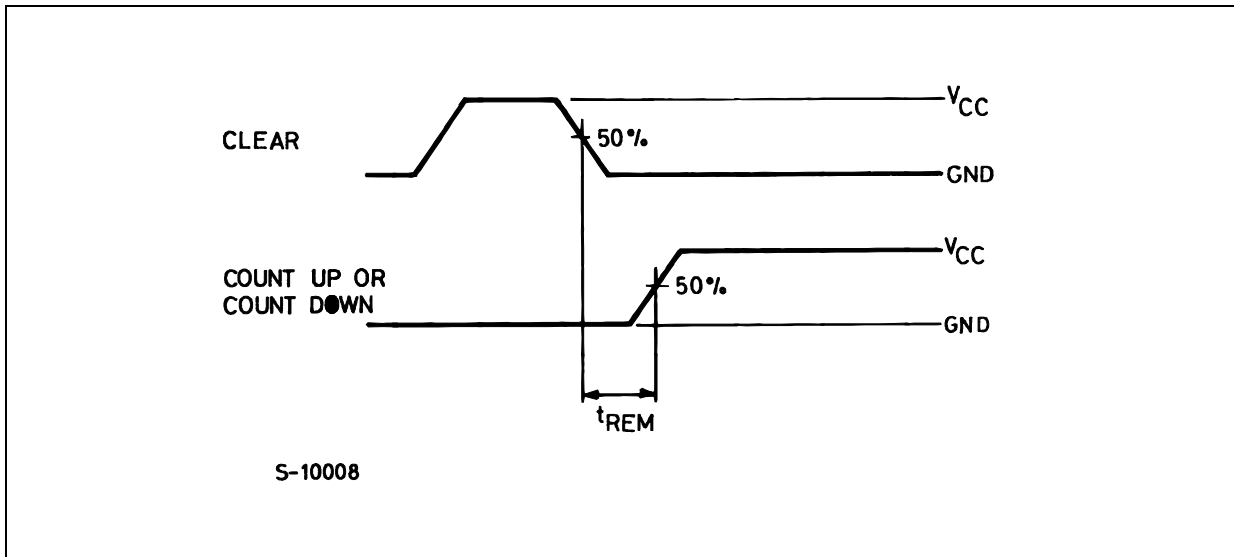 VCC
CLEAR
50%
GND
VCC
COUNT UP OR
COUNT DOWN
50%
GND
tREM
S-10008